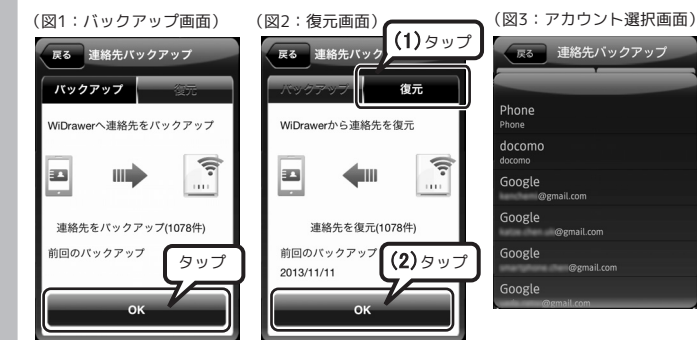 (図1：バックアップ画面)
戻る 連絡先バックアップ
バックアップ 復元
WiDrawerへ連絡先をバックアップ
連絡先をバックアップ(1078件)
前回のバックアップ
タップ
OK
(図2：復元画面)
(1)タップ
戻る 連絡先バック
バックアップ 復元
WiDrawerから連絡先を復元
連絡先を復元(1078件)
前回のバックアップ
2013/11/11
(2)タップ
OK
(図3：アカウント選択画面)
戻る 連絡先バックアップ
Phone
Phone
docomo
docomo
Google
@gmail.com
Google
@gmail.com
Google
@gmail.com
Google
@gmail.com